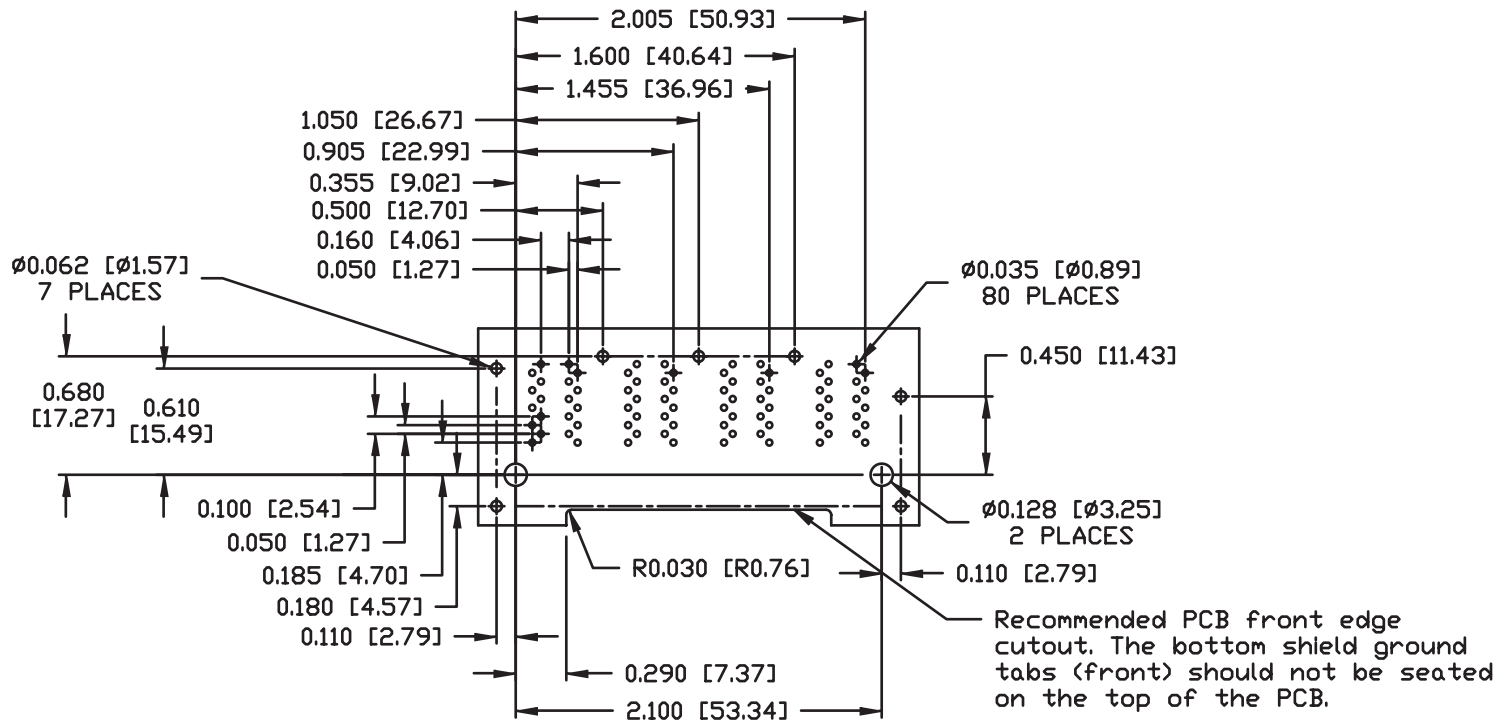 2.005 [50.93]
1.600 [40.64]
1.455 [36.96]
1.050 [26.67]
0.905 [22.99]
0.355 [9.02]
0.500 [12.70]
0.160 [4.06]
0.050 [1.27]
Ø0.062 [Ø1.57]
7 PLACES
Ø0.035 [Ø0.89]
80 PLACES
0.450 [11.43]
0.680
[17.27]
0.610
[15.49]
0.100 [2.54]
0.050 [1.27]
0.185 [4.70]
0.180 [4.57]
0.110 [2.79]
Ø0.128 [Ø3.25]
2 PLACES
R0.030 [R0.76]
0.110 [2.79]
0.290 [7.37]
2.100 [53.34]
Recommended PCB front edge
cutout. The bottom shield ground
tabs (front) should not be seated
on the top of the PCB.